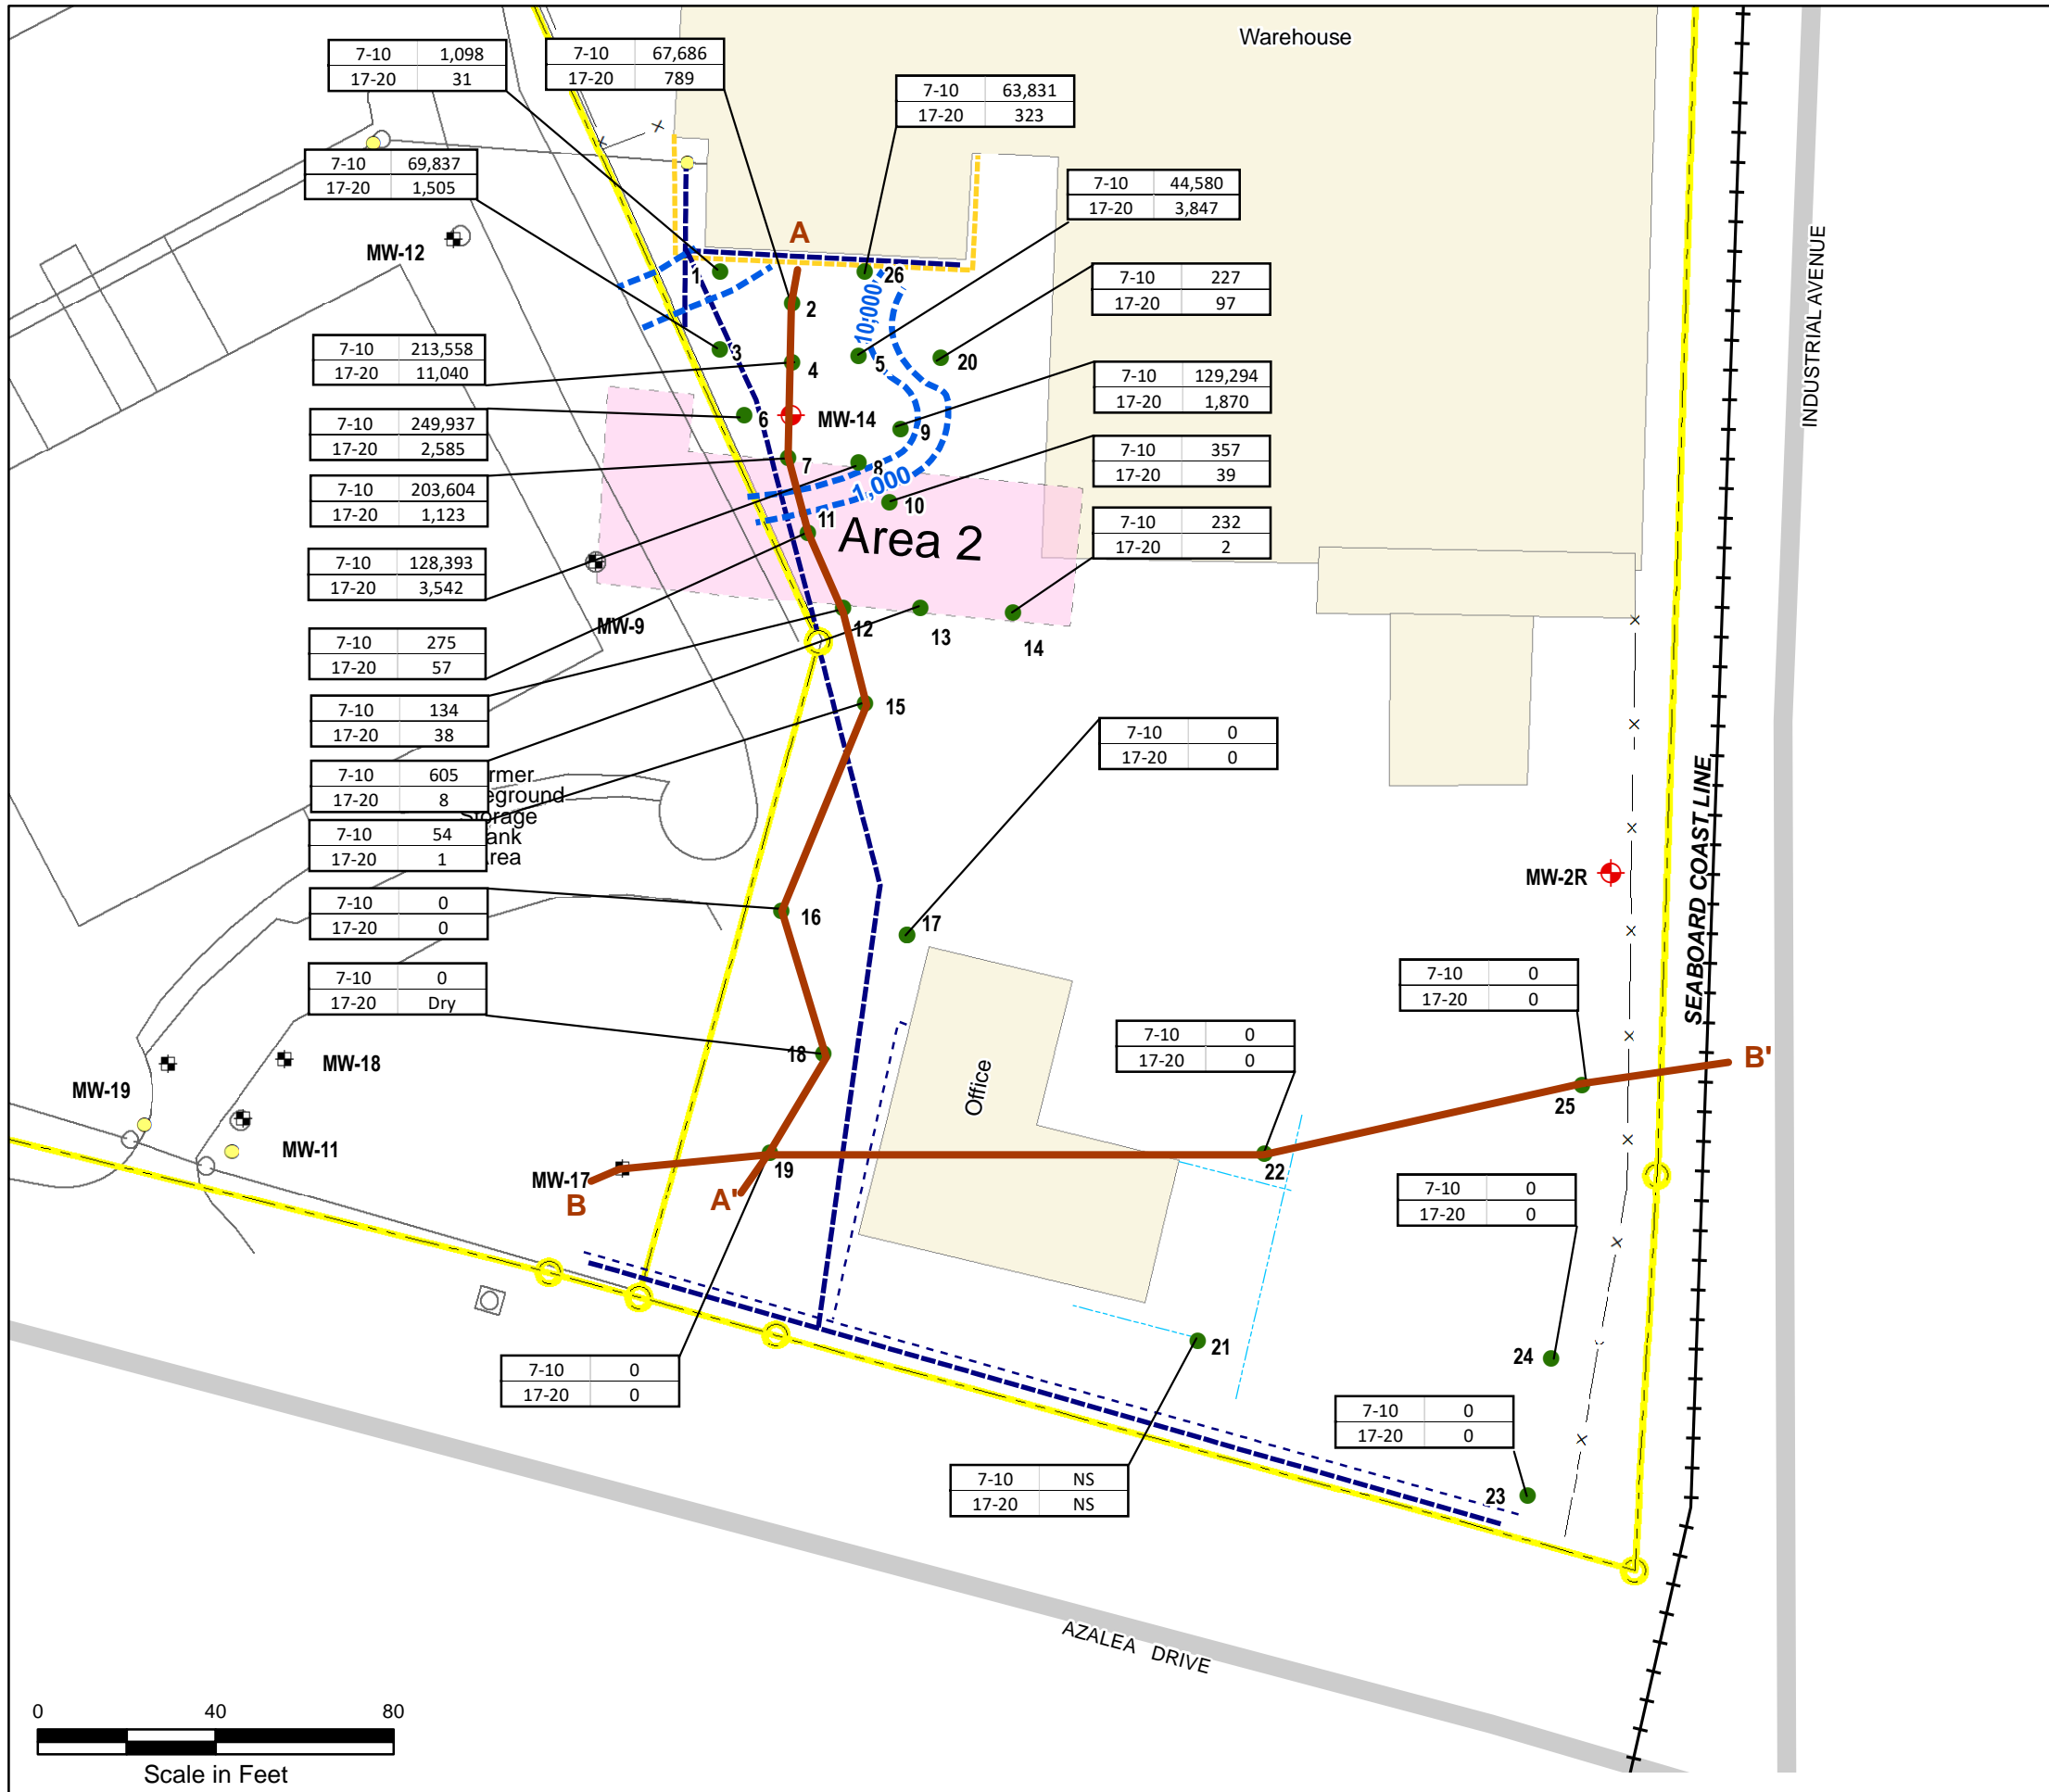 Warehouse
7-10 1,098
17-20 31
7-10 67,686
17-20 789
7-10 63,831
17-20 323
7-10 69,837
17-20 1,505
7-10 44,580
17-20 3,847
MW-12
A
1
26
2
10,000
7-10 227
17-20 97
INDUSTRIAL AVENUE
3
4
5
20
7-10 213,558
17-20 11,040
7-10 129,294
17-20 1,870
6
MW-14
9
7-10 249,937
17-20 2,585
7
8
1,000
7-10 357
17-20 39
7-10 203,604
17-20 1,123
10
11
Area 2
7-10 232
17-20 2
7-10 128,393
17-20 3,542
MW-9
12
13
14
7-10 275
17-20 57
7-10 134
17-20 38
15
7-10 0
17-20 0
7-10 605
17-20 8
rmer
eground
Storage
ank
rea
7-10 54
17-20 1
SEABOARD COAST LINE
MW-2R
7-10 0
17-20 0
16
17
7-10 0
17-20 Dry
7-10 0
17-20 0
18
7-10 0
17-20 0
MW-18
MW-19
Office
B'
25
MW-11
19
22
MW-17
B
A'
7-10 0
17-20 0
21
24
7-10 0
17-20 0
7-10 0
17-20 0
7-10 NS
17-20 NS
23
AZALEA DRIVE
0 40 80
Scale in Feet